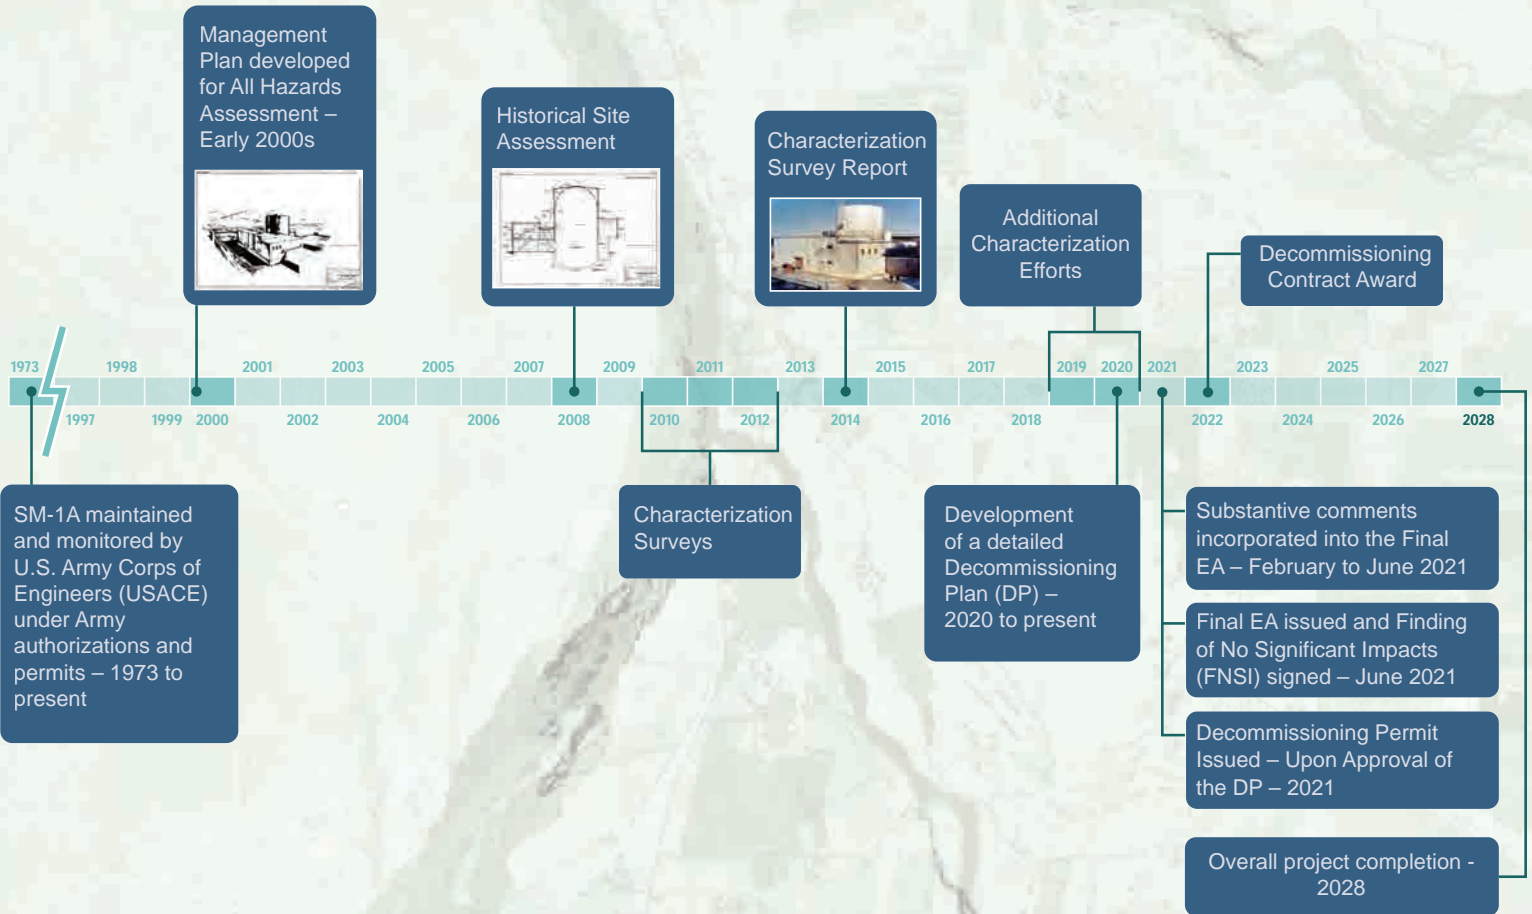 Management
Plan developed
for All Hazards
Assessment –
Early 2000s
Historical Site
Assessment
Characterization
Survey Report
Additional
Characterization
Efforts
Decommissioning
Contract Award
1973
1998
2001
2003
2005
2007
2009
2011
2013
2015
2017
2019
2020
2021
2023
2025
2027
1997
1999
2000
2002
2004
2006
2008
2010
2012
2014
2016
2018
2022
2024
2026
2028
SM-1A maintained
and monitored by
U.S. Army Corps of
Engineers (USACE)
under Army
authorizations and
permits – 1973 to
present
Characterization
Surveys
Development
of a detailed
Decommissioning
Plan (DP) –
2020 to present
Substantive comments
incorporated into the Final
EA – February to June 2021
Final EA issued and Finding
of No Significant Impacts
(FNSI) signed – June 2021
Decommissioning Permit
Issued – Upon Approval of
the DP – 2021
Overall project completion -
2028